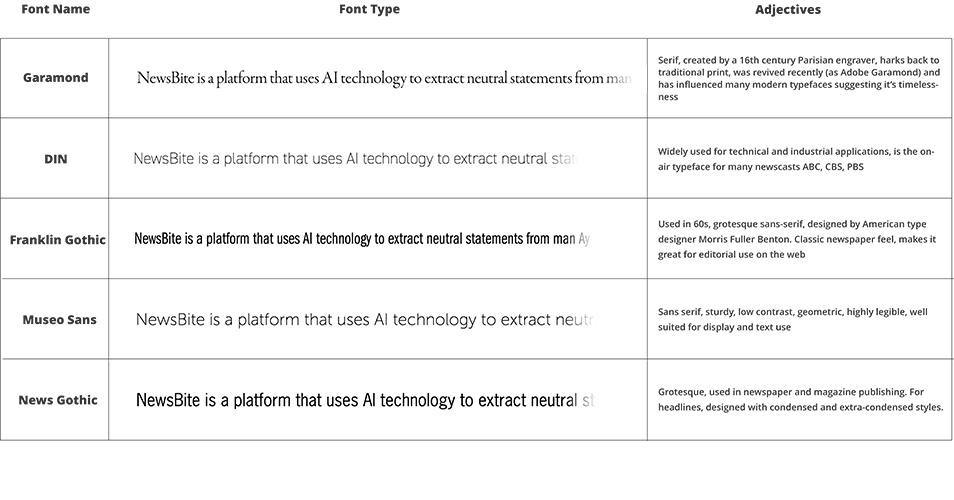 Font Name
Font Type
Adjectives
Garamond
NewsBite is a platform that uses AI technology to extract neutral statements from man
Serif, created by a 16th century Parisian engraver, harks back to
traditional print, was revived recently (as Adobe Garamond) and
has influenced many modern typefaces suggesting it's timeless-
ness
DIN
NewsBite is a platform that uses AI technology to extract neutral stat
Widely used for technical and industrial applications, is the on-
air typeface for many newscasts ABC, CBS, PBS
Franklin Gothic
NewsBite is a platform that uses AI technology to extract neutral statements from man Ay
Used in 60s, grotesque sans-serif, designed by American type
designer Morris Fuller Benton. Classic newspaper feel, makes it
great for editorial use on the web
Museo Sans
NewsBite is a platform that uses AI technology to extract neutr
Sans serif, sturdy, low contrast, geometric, highly legible, well
suited for display and text use
News Gothic
NewsBite is a platform that uses AI technology to extract neutral st
Grotesque, used in newspaper and magazine publishing. For
headlines, designed with condensed and extra-condensed styles.